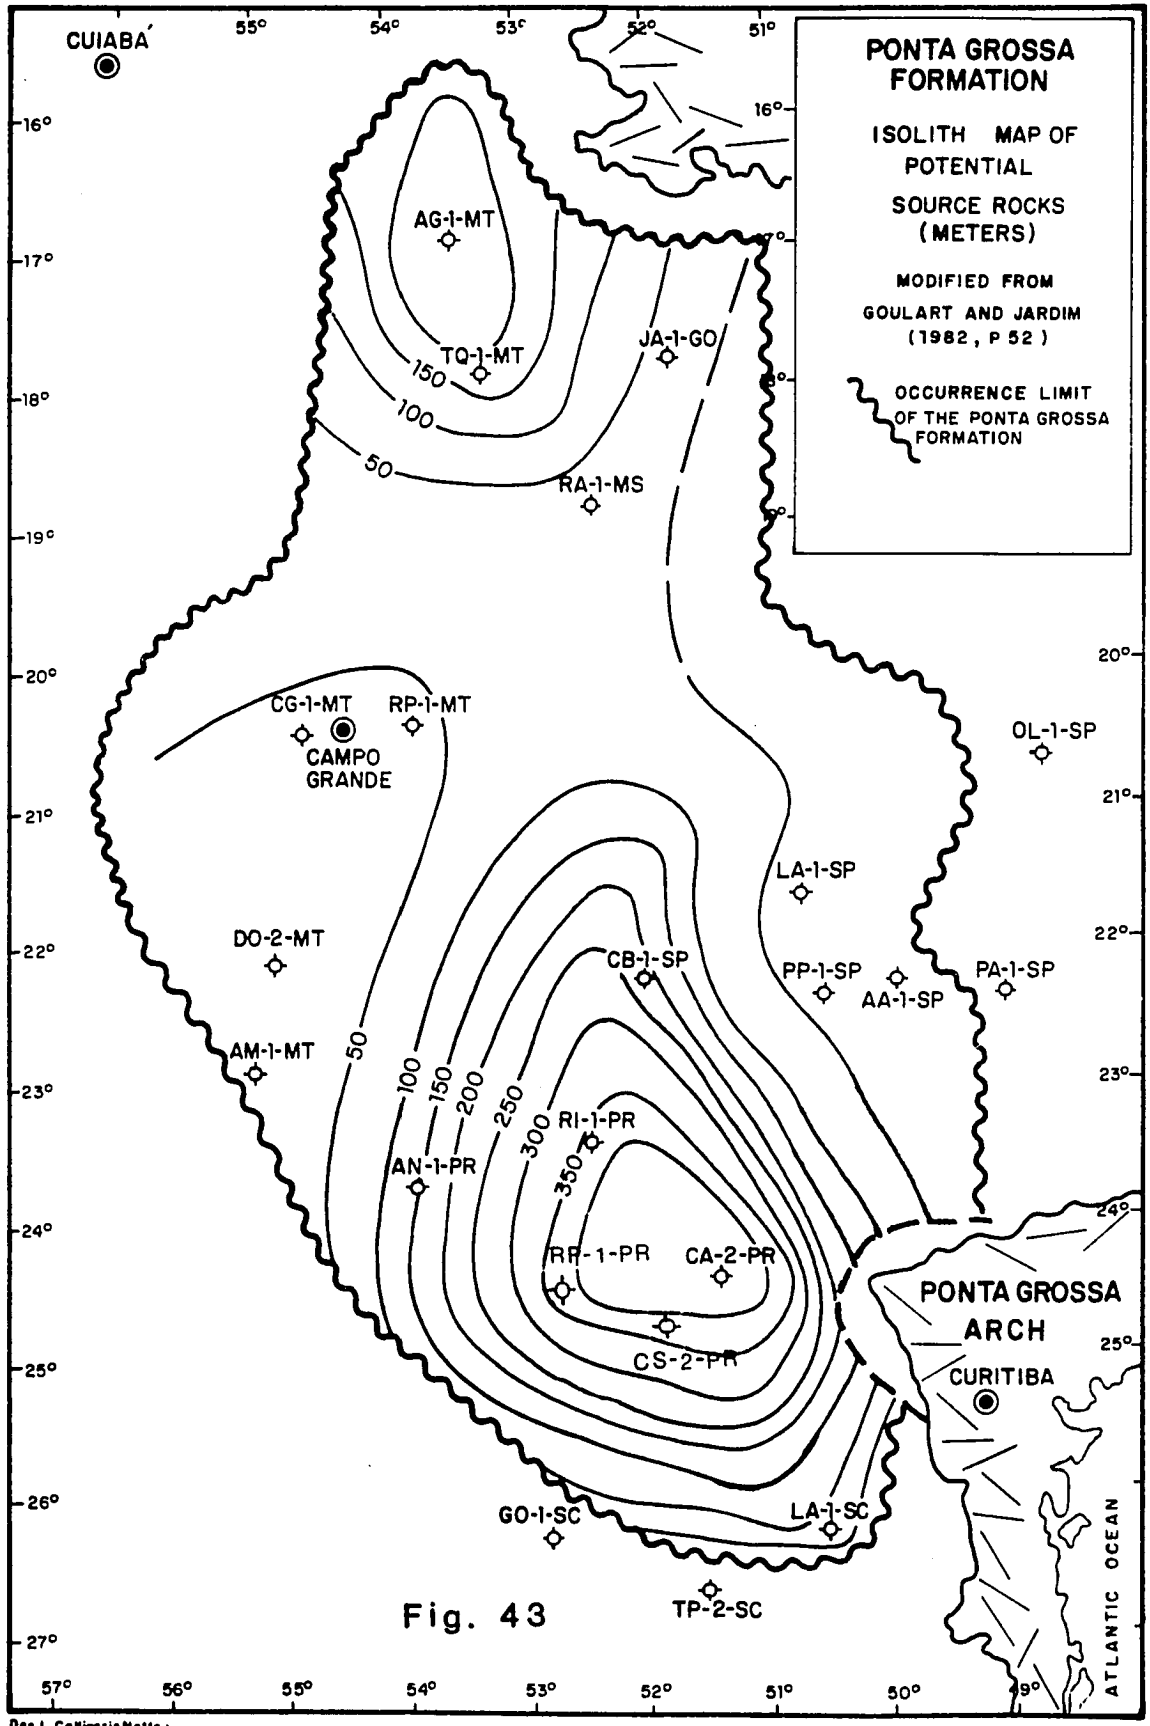 55°
54°
53°
52°
51°
CUIABÁ
PONTA GROSSA
FORMATION
ISOLITH MAP OF
POTENTIAL
SOURCE ROCKS
(METERS)
MODIFIED FROM
GOULART AND JARDIM
(1982, P 52)
OCCURRENCE LIMIT
OF THE PONTA GROSSA
FORMATION
16°
16°
17°
17°
18°
18°
19°
19°
20°
20°
21°
21°
22°
22°
23°
23°
24°
24°
25°
25°
26°
27°
AG-1-MT
TQ-1-MT
JA-1-GO
150
100
50
RA-1-MS
CG-1-MT
RP-1-MT
CAMPO
GRANDE
OL-1-SP
LA-1-SP
DO-2-MT
CB-1-SP
PP-1-SP
AA-1-SP
PA-1-SP
AM-1-MT
50
100
150
200
250
300
350
RI-1-PR
AN-1-PR
RP-1-PR
CA-2-PR
CS-2-PR
PONTA GROSSA
ARCH
CURITIBA
GO-1-SC
LA-1-SC
TP-2-SC
ATLANTIC OCEAN
Fig. 43
57°
56°
55°
54°
53°
52°
51°
50°
49°